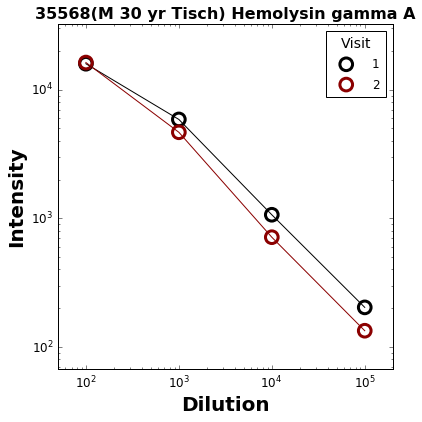 35568(M 30 yr Tisch) Hemolysin gamma A
Visit
1
2
Intensity
10^4
10^3
10^2
10^2 10^3 10^4 10^5
Dilution